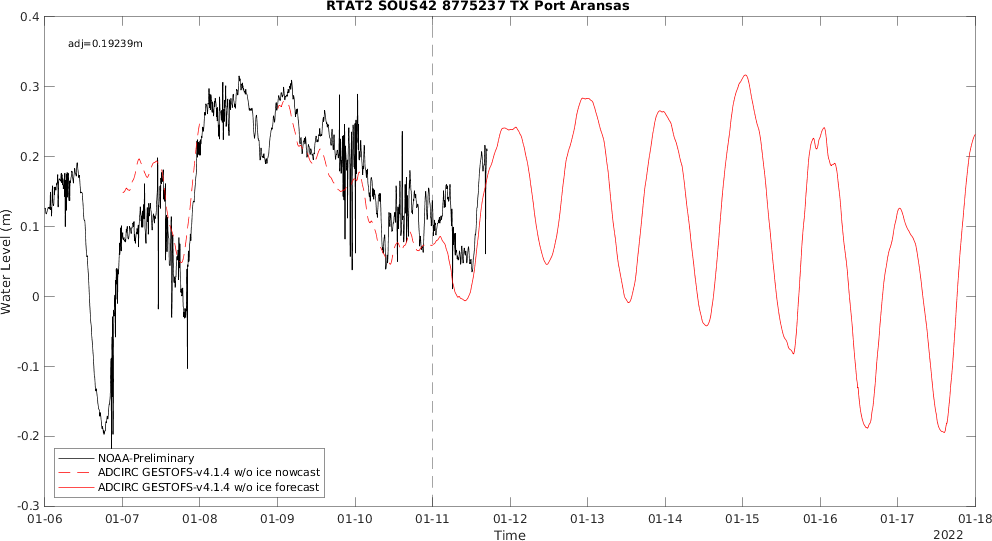 RTAT2 SOUS42 8775237 TX Port Aransas
adj=0.19239m
0.4
0.3
0.2
0.1
0
-0.1
-0.2
-0.3
Water Level (m)
NOAA-Preliminary
ADCIRC GESTOFS-v4.1.4 w/o ice nowcast
ADCIRC GESTOFS-v4.1.4 w/o ice forecast
01-06 01-07 01-08 01-09 01-10 01-11 01-12 01-13 01-14 01-15 01-16 01-17 01-18
Time
2022